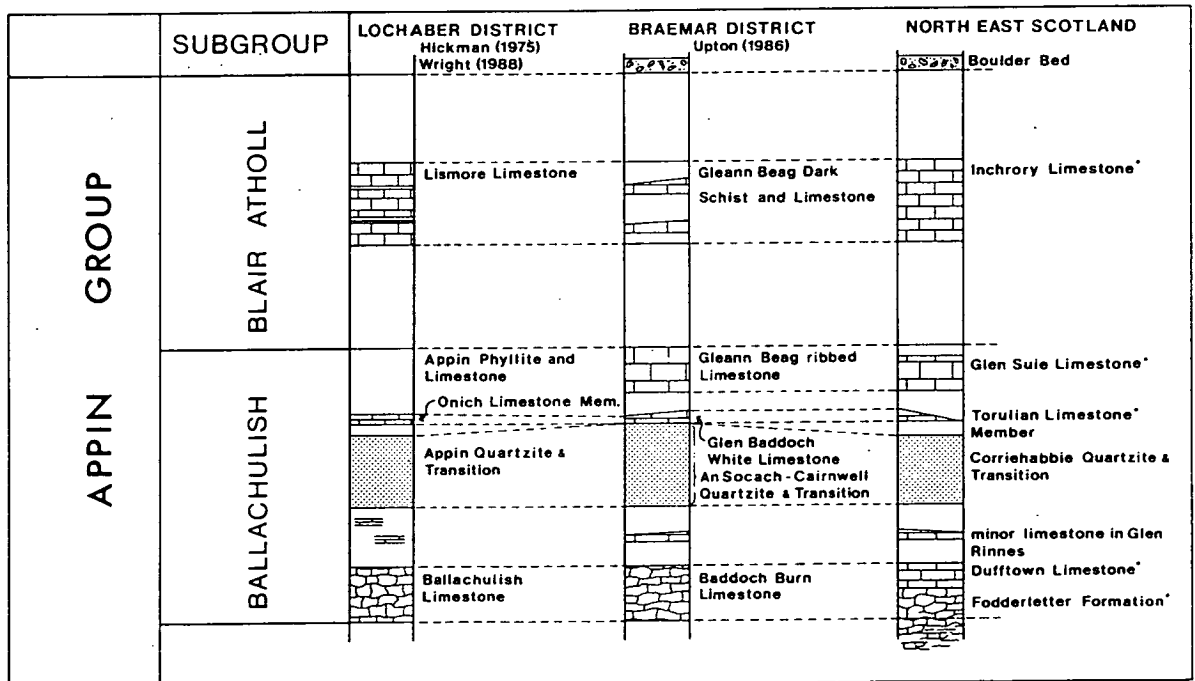 SUBGROUP
LOCHABER DISTRICT
Hickman (1975)
Wright (1988)
BRAEMAR DISTRICT
Upton (1986)
NORTH EAST SCOTLAND
Boulder Bed
APPIN GROUP
BLAIR ATHOLL
Lismore Limestone
Gleann Beag Dark
Schist and Limestone
Inchrory Limestone*
BALLACHULISH
Appin Phyllite and
Limestone
Gleann Beag ribbed
Limestone
Glen Suie Limestone*
Onich Limestone Mem.
Torulian Limestone*
Member
Glen Baddoch
White Limestone
Appin Quartzite &
Transition
An Socach-Cairnwell
Quartzite & Transition
Corriehabbie Quartzite &
Transition
minor limestone in Glen
Rinnes
Ballachulish
Limestone
Baddoch Burn
Limestone
Dufftown Limestone*
Fodderletter Formation*